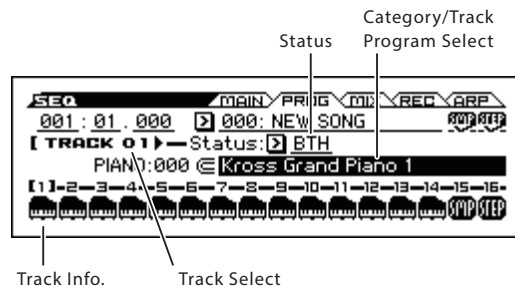 Category/Track
Status Program Select
SEQ MAIN PROG MIX REC ARP
001 : 01 . 000 000: NEW SONG SMP STEP
[ TRACK 01 ] Status: BTH
PIANO:000 Kross Grand Piano 1
[1]-2-3-4-5-6-7-8-9-10-11-12-13-14-15-16-
SMP STEP
Track Info. Track Select